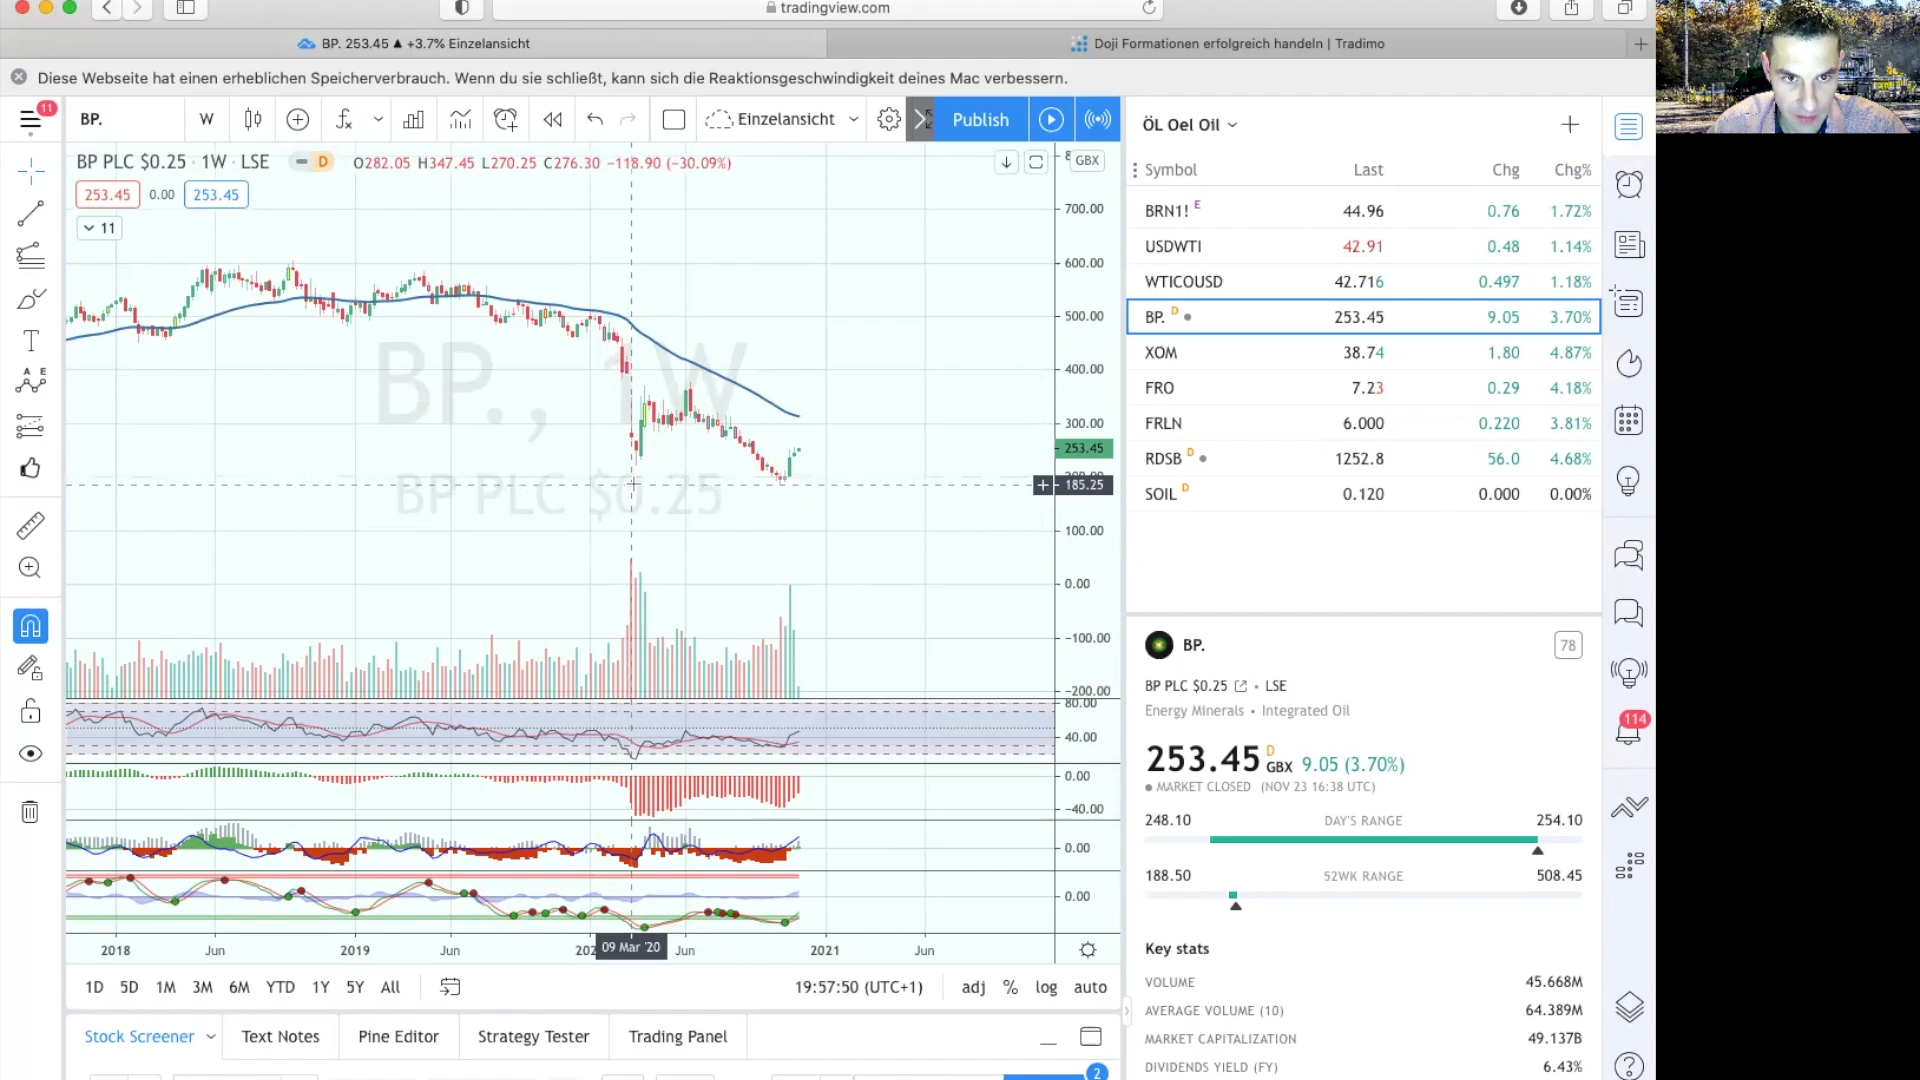 tradingview.com
BP. 253.45 ▲ +3.7% Einzelansicht
Doji Formationen erfolgreich handeln | Tradimo
Diese Webseite hat einen erheblichen Speicherverbrauch. Wenn du sie schließt, kann sich die Reaktionsgeschwindigkeit deines Mac verbessern.
11
BP.
W
Einzelansicht
Publish
BP PLC $0.25 · 1W · LSE
D
O282.05 H347.45 L270.25 C276.30 −118.90 (−30.09%)
GBX
253.45 0.00 253.45
11
BP., 1W
BP PLC $0.25
700.00
600.00
500.00
400.00
300.00
253.45
185.25
100.00
0.00
−100.00
−200.00
80.00
40.00
0.00
−40.00
0.00
0.00
2018 Jun 2019 Jun 09 Mar '20 Jun 2021 Jun
1D 5D 1M 3M 6M YTD 1Y 5Y All
19:57:50 (UTC+1) adj % log auto
Stock Screener Text Notes Pine Editor Strategy Tester Trading Panel
2
ÖL Oel Oil
Symbol Last Chg Chg%
BRN1! E 44.96 0.76 1.72%
USDWTI 42.91 0.48 1.14%
WTICOUSD 42.716 0.497 1.18%
BP. D 253.45 9.05 3.70%
XOM 38.74 1.80 4.87%
FRO 7.23 0.29 4.18%
FRLN 6.000 0.220 3.81%
RDSB D 1252.8 56.0 4.68%
SOIL D 0.120 0.000 0.00%
BP. 78
BP PLC $0.25 • LSE
Energy Minerals • Integrated Oil
253.45 D GBX 9.05 (3.70%)
MARKET CLOSED (NOV 23 16:38 UTC)
248.10 DAY'S RANGE 254.10
188.50 52WK RANGE 508.45
Key stats
VOLUME 45.668M
AVERAGE VOLUME (10) 64.389M
MARKET CAPITALIZATION 49.137B
DIVIDENDS YIELD (FY) 6.43%
114